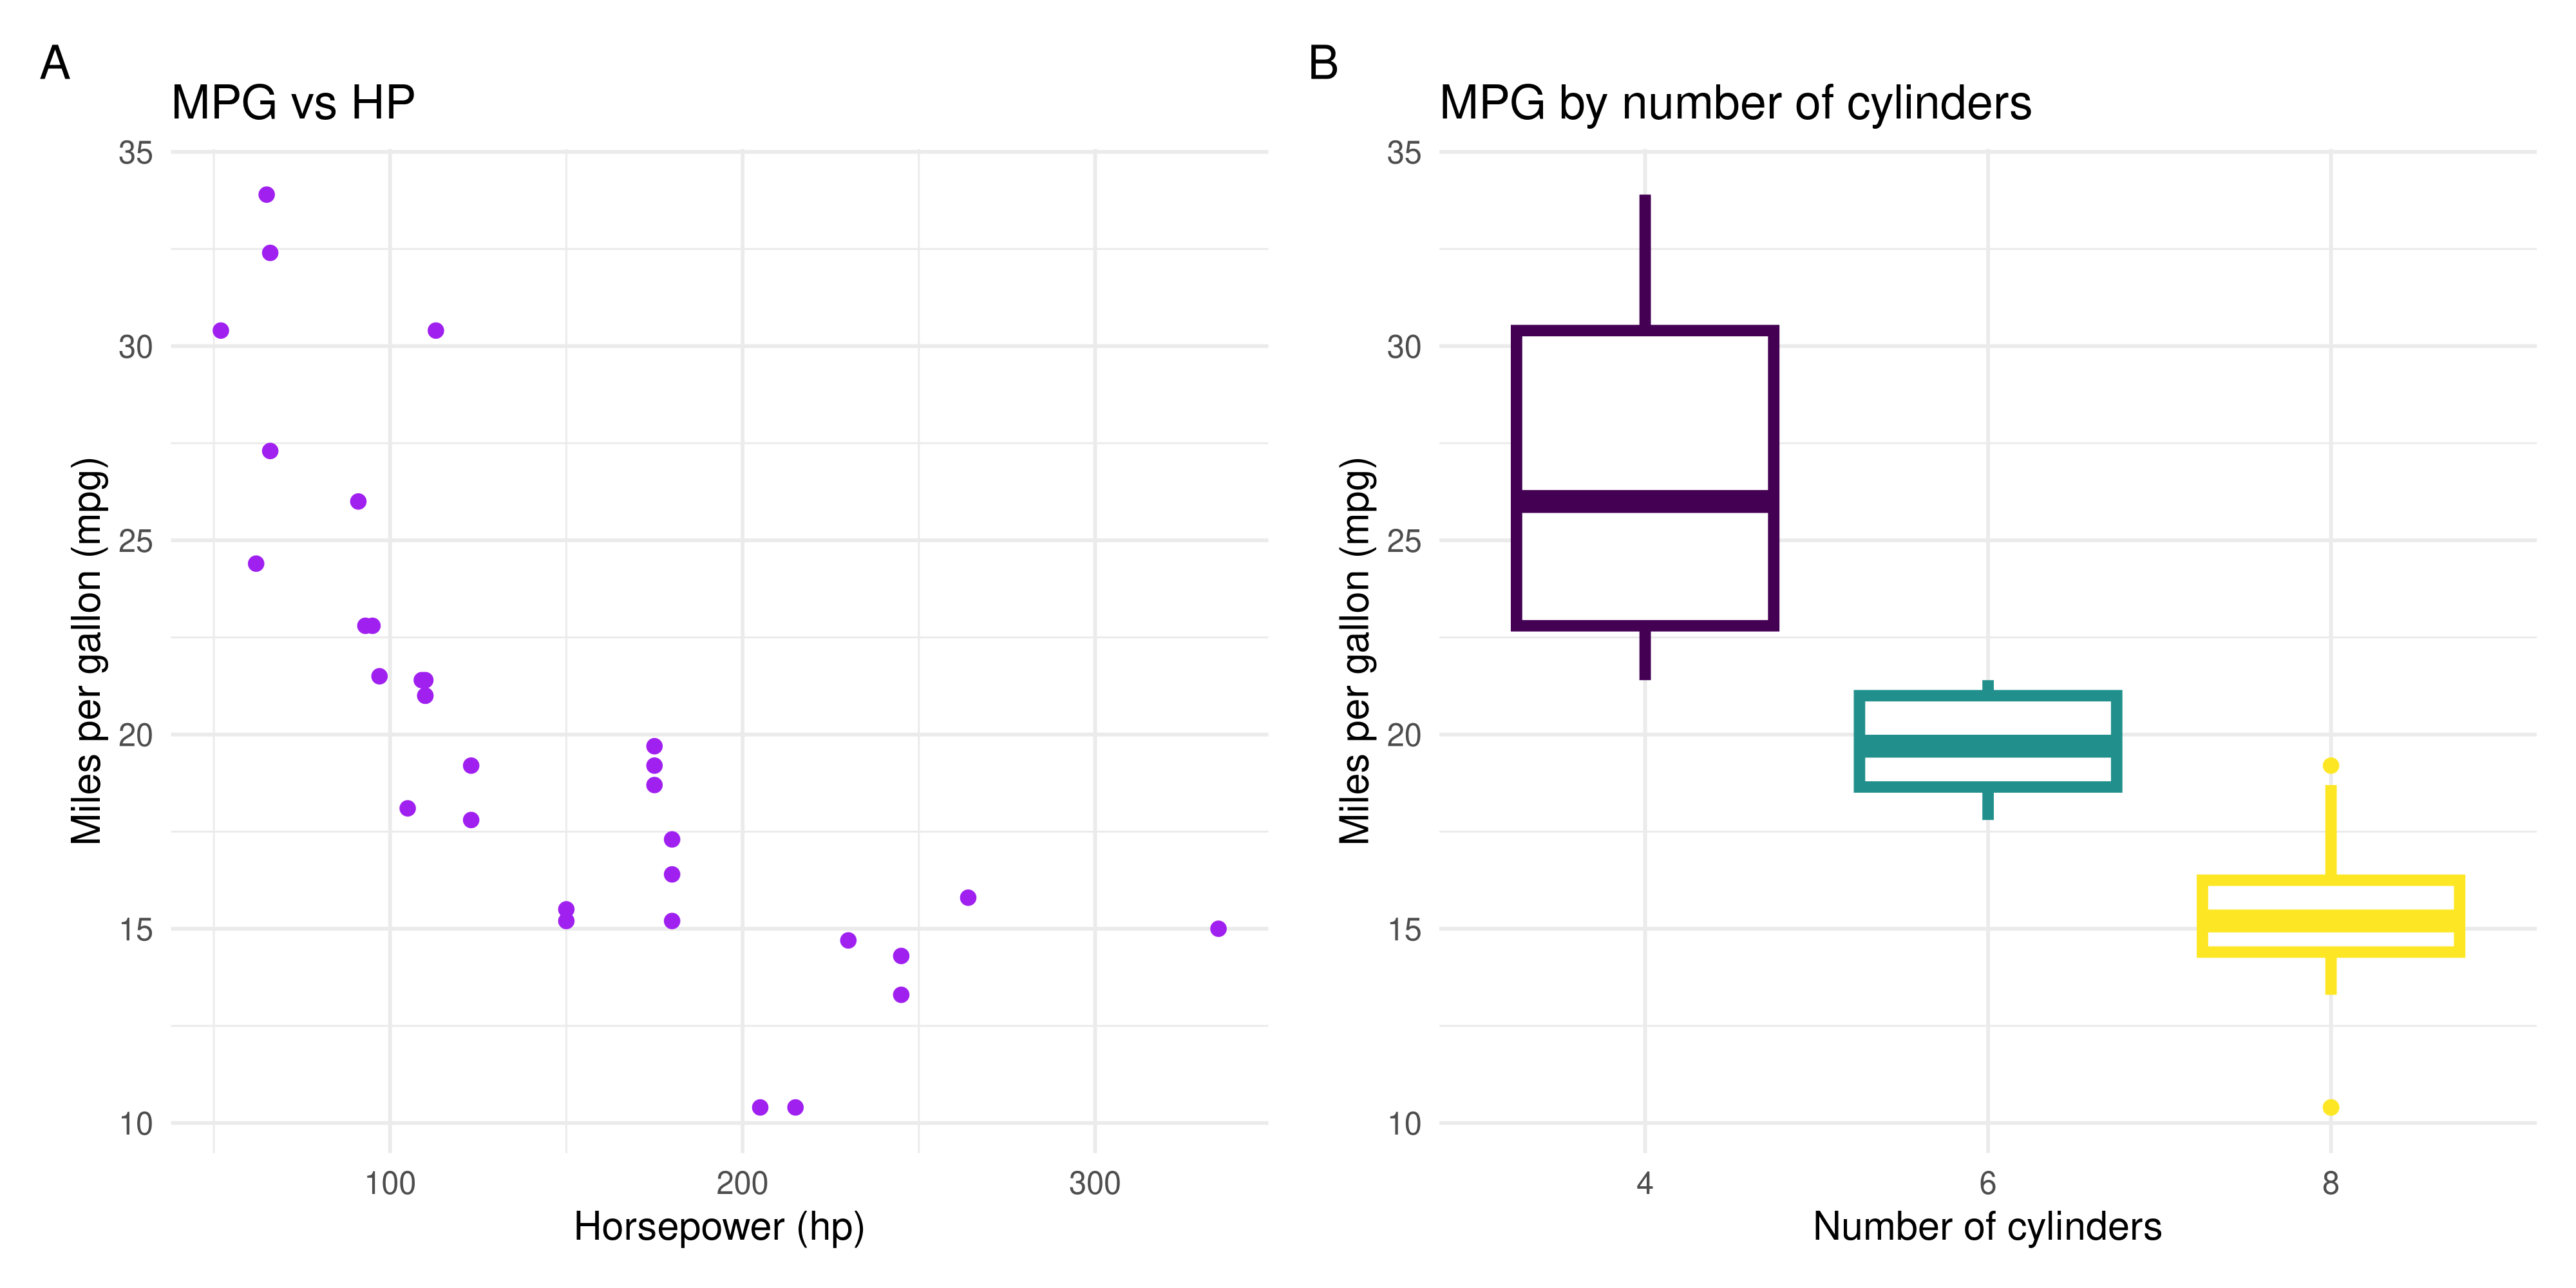 A
MPG vs HP
35
30
25
20
15
10
Miles per gallon (mpg)
100 200 300
Horsepower (hp)
B
MPG by number of cylinders
35
30
25
20
15
10
Miles per gallon (mpg)
4 6 8
Number of cylinders